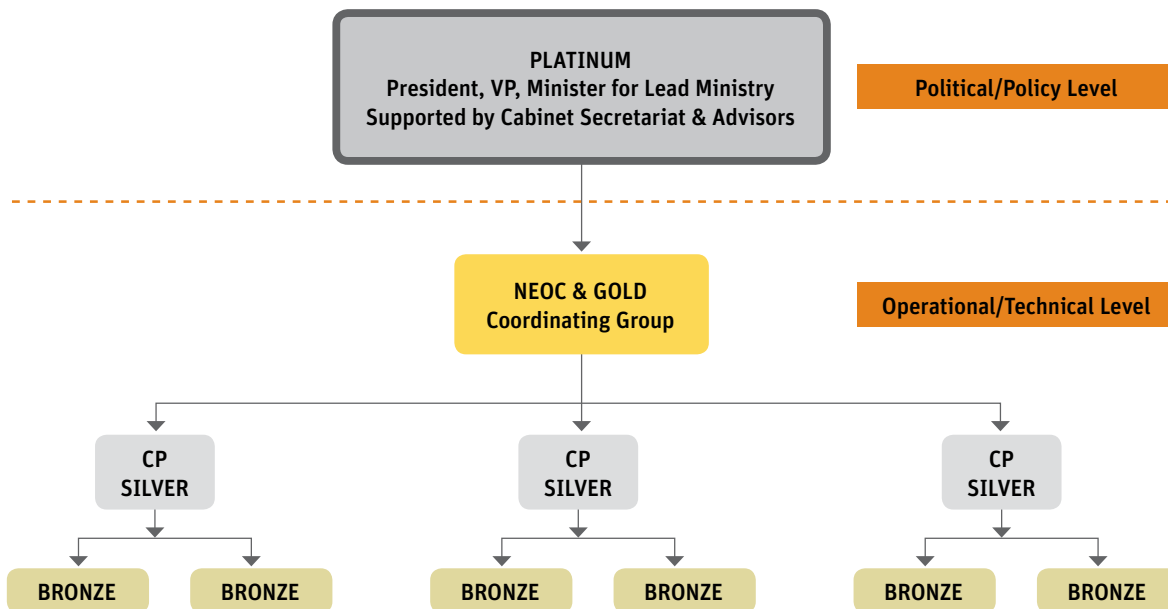 PLATINUM
President, VP, Minister for Lead Ministry
Supported by Cabinet Secretariat & Advisors
Political/Policy Level
NEOC & GOLD
Coordinating Group
Operational/Technical Level
CP
SILVER
CP
SILVER
CP
SILVER
BRONZE
BRONZE
BRONZE
BRONZE
BRONZE
BRONZE